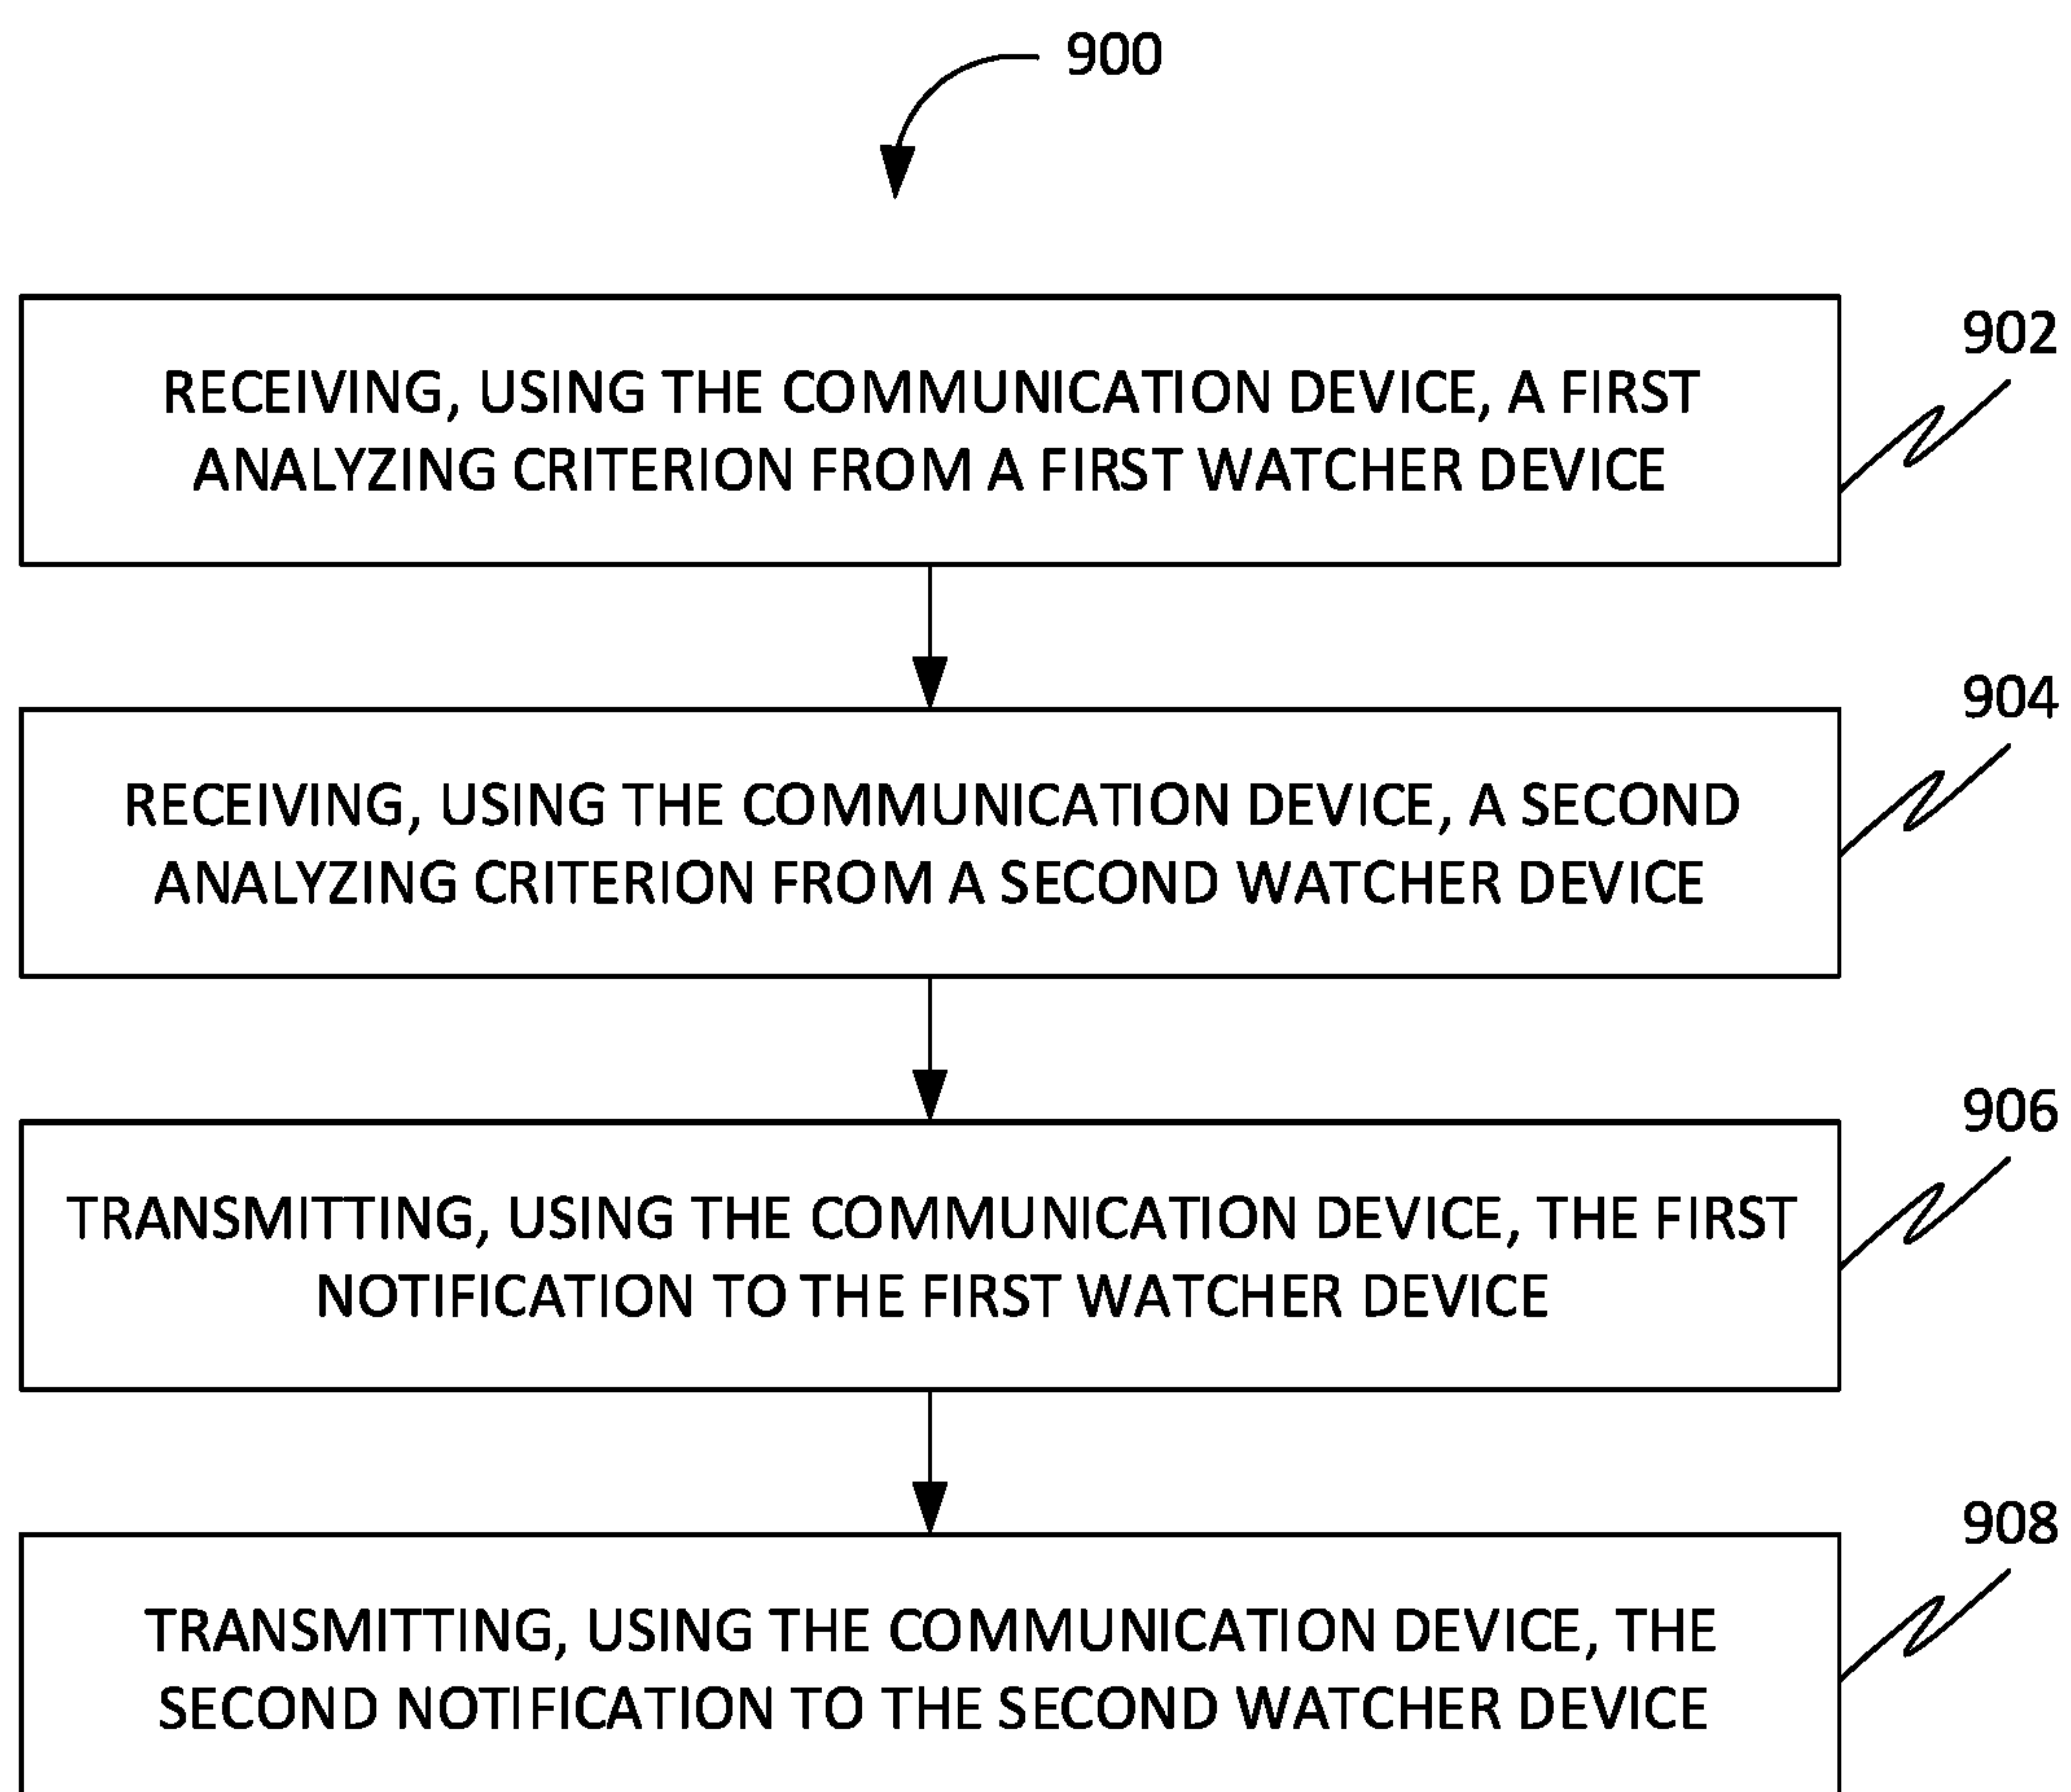 900
902
RECEIVING, USING THE COMMUNICATION DEVICE, A FIRST
ANALYZING CRITERION FROM A FIRST WATCHER DEVICE
904
RECEIVING, USING THE COMMUNICATION DEVICE, A SECOND
ANALYZING CRITERION FROM A SECOND WATCHER DEVICE
906
TRANSMITTING, USING THE COMMUNICATION DEVICE, THE FIRST
NOTIFICATION TO THE FIRST WATCHER DEVICE
908
TRANSMITTING, USING THE COMMUNICATION DEVICE, THE
SECOND NOTIFICATION TO THE SECOND WATCHER DEVICE